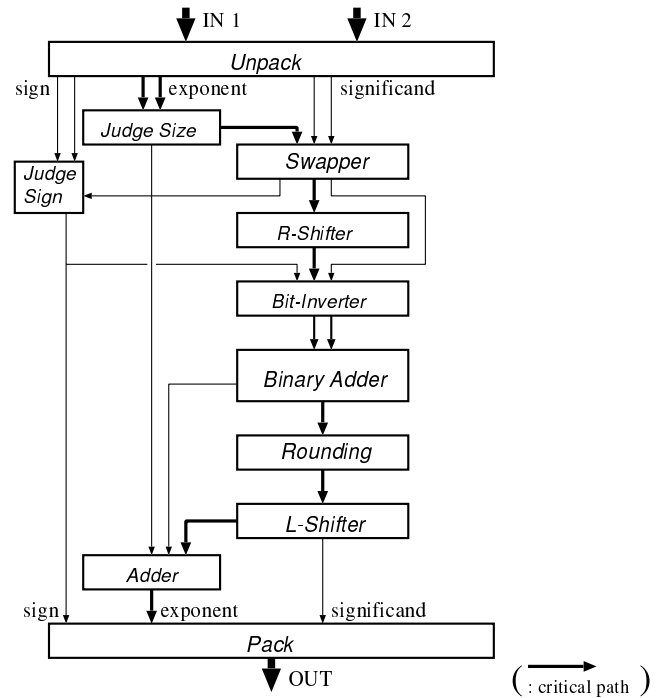 IN 1
IN 2
Unpack
sign
exponent
significand
Judge Size
Swapper
Judge
Sign
R-Shifter
Bit-Inverter
Binary Adder
Rounding
L-Shifter
Adder
sign
exponent
significand
Pack
OUT
( : critical path )